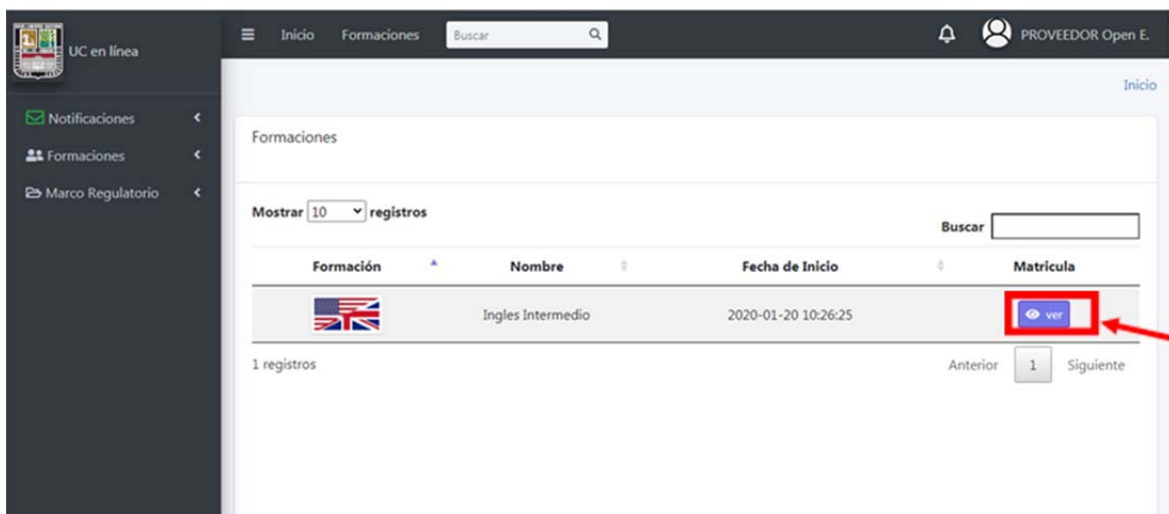 UC en línea
Inicio Formaciones Buscar PROVEEDOR Open E.
Inicio
Notificaciones
Formaciones
Marco Regulatorio
Formaciones
Mostrar 10 registros
Buscar
Formación Nombre Fecha de Inicio Matricula
Ingles Intermedio 2020-01-20 10:26:25 ver
1 registros
Anterior 1 Siguiente